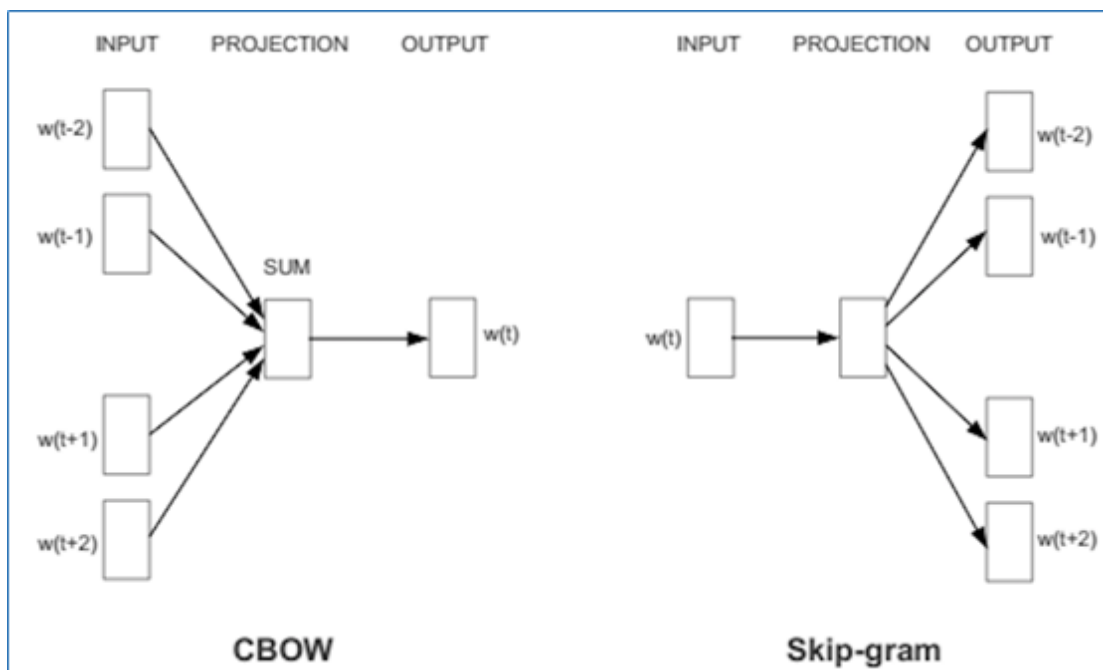 INPUT PROJECTION OUTPUT
w(t-2)
w(t-1)
SUM
w(t)
w(t+1)
w(t+2)
CBOW
INPUT PROJECTION OUTPUT
w(t-2)
w(t-1)
w(t)
w(t+1)
w(t+2)
Skip-gram